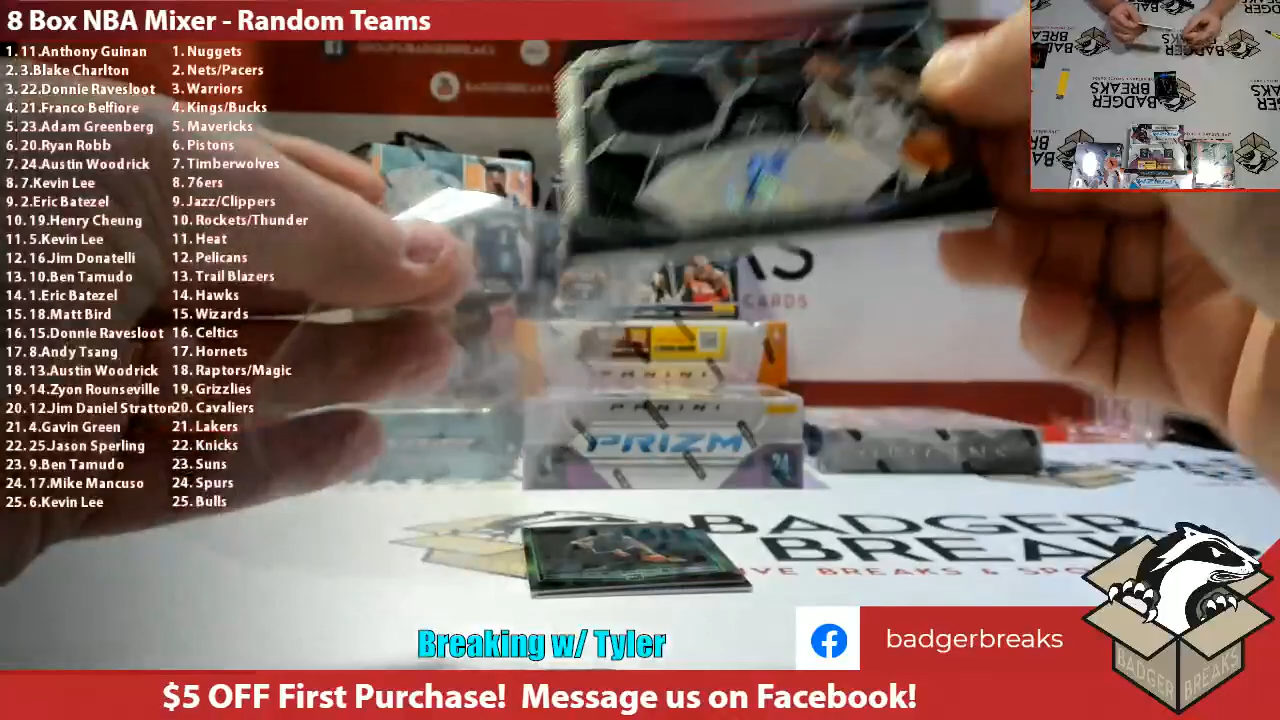 8 Box NBA Mixer - Random Teams
1. 11.Anthony Guinan 1. Nuggets
2. 3.Blake Charlton 2. Nets/Pacers
3. 22.Donnie Ravesloot 3. Warriors
4. 21.Franco Belfiore 4. Kings/Bucks
5. 23.Adam Greenberg 5. Mavericks
6. 20.Ryan Robb 6. Pistons
7. 24.Austin Woodrick 7. Timberwolves
8. 7.Kevin Lee 8. 76ers
9. 2.Eric Batezel 9. Jazz/Clippers
10. 19.Henry Cheung 10. Rockets/Thunder
11. 5.Kevin Lee 11. Heat
12. 16.Jim Donatelli 12. Pelicans
13. 10.Ben Tamudo 13. Trail Blazers
14. 1.Eric Batezel 14. Hawks
15. 18.Matt Bird 15. Wizards
16. 15.Donnie Ravesloot 16. Celtics
17. 8.Andy Tsang 17. Hornets
18. 13.Austin Woodrick 18. Raptors/Magic
19. 14.Zyon Rounseville 19. Grizzlies
20. 12.Jim Daniel Stratton 20. Cavaliers
21. 4.Gavin Green 21. Lakers
22. 25.Jason Sperling 22. Knicks
23. 9.Ben Tamudo 23. Suns
24. 17.Mike Mancuso 24. Spurs
25. 6.Kevin Lee 25. Bulls
BADGER
BREAKS
CARDS
PANINI
PANINI
PRIZM
BADGER
BREAKS
LIVE BREAKS &
Breaking w/ Tyler
badgerbreaks
BADGER BREAKS
$5 OFF First Purchase! Message us on Facebook!